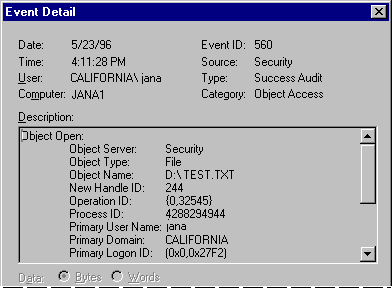 Event Detail
Date: 5/23/96 Event ID: 560
Time: 4:11:28 PM Source: Security
User: CALIFORNIA\ jana Type: Success Audit
Computer: JANA1 Category: Object Access
Description:
Object Open:
Object Server: Security
Object Type: File
Object Name: D:\ TEST.TXT
New Handle ID: 244
Operation ID: {0,32545}
Process ID: 4288294944
Primary User Name: jana
Primary Domain: CALIFORNIA
Primary Logon ID: (0x0,0x27F2)
Data: Bytes Words